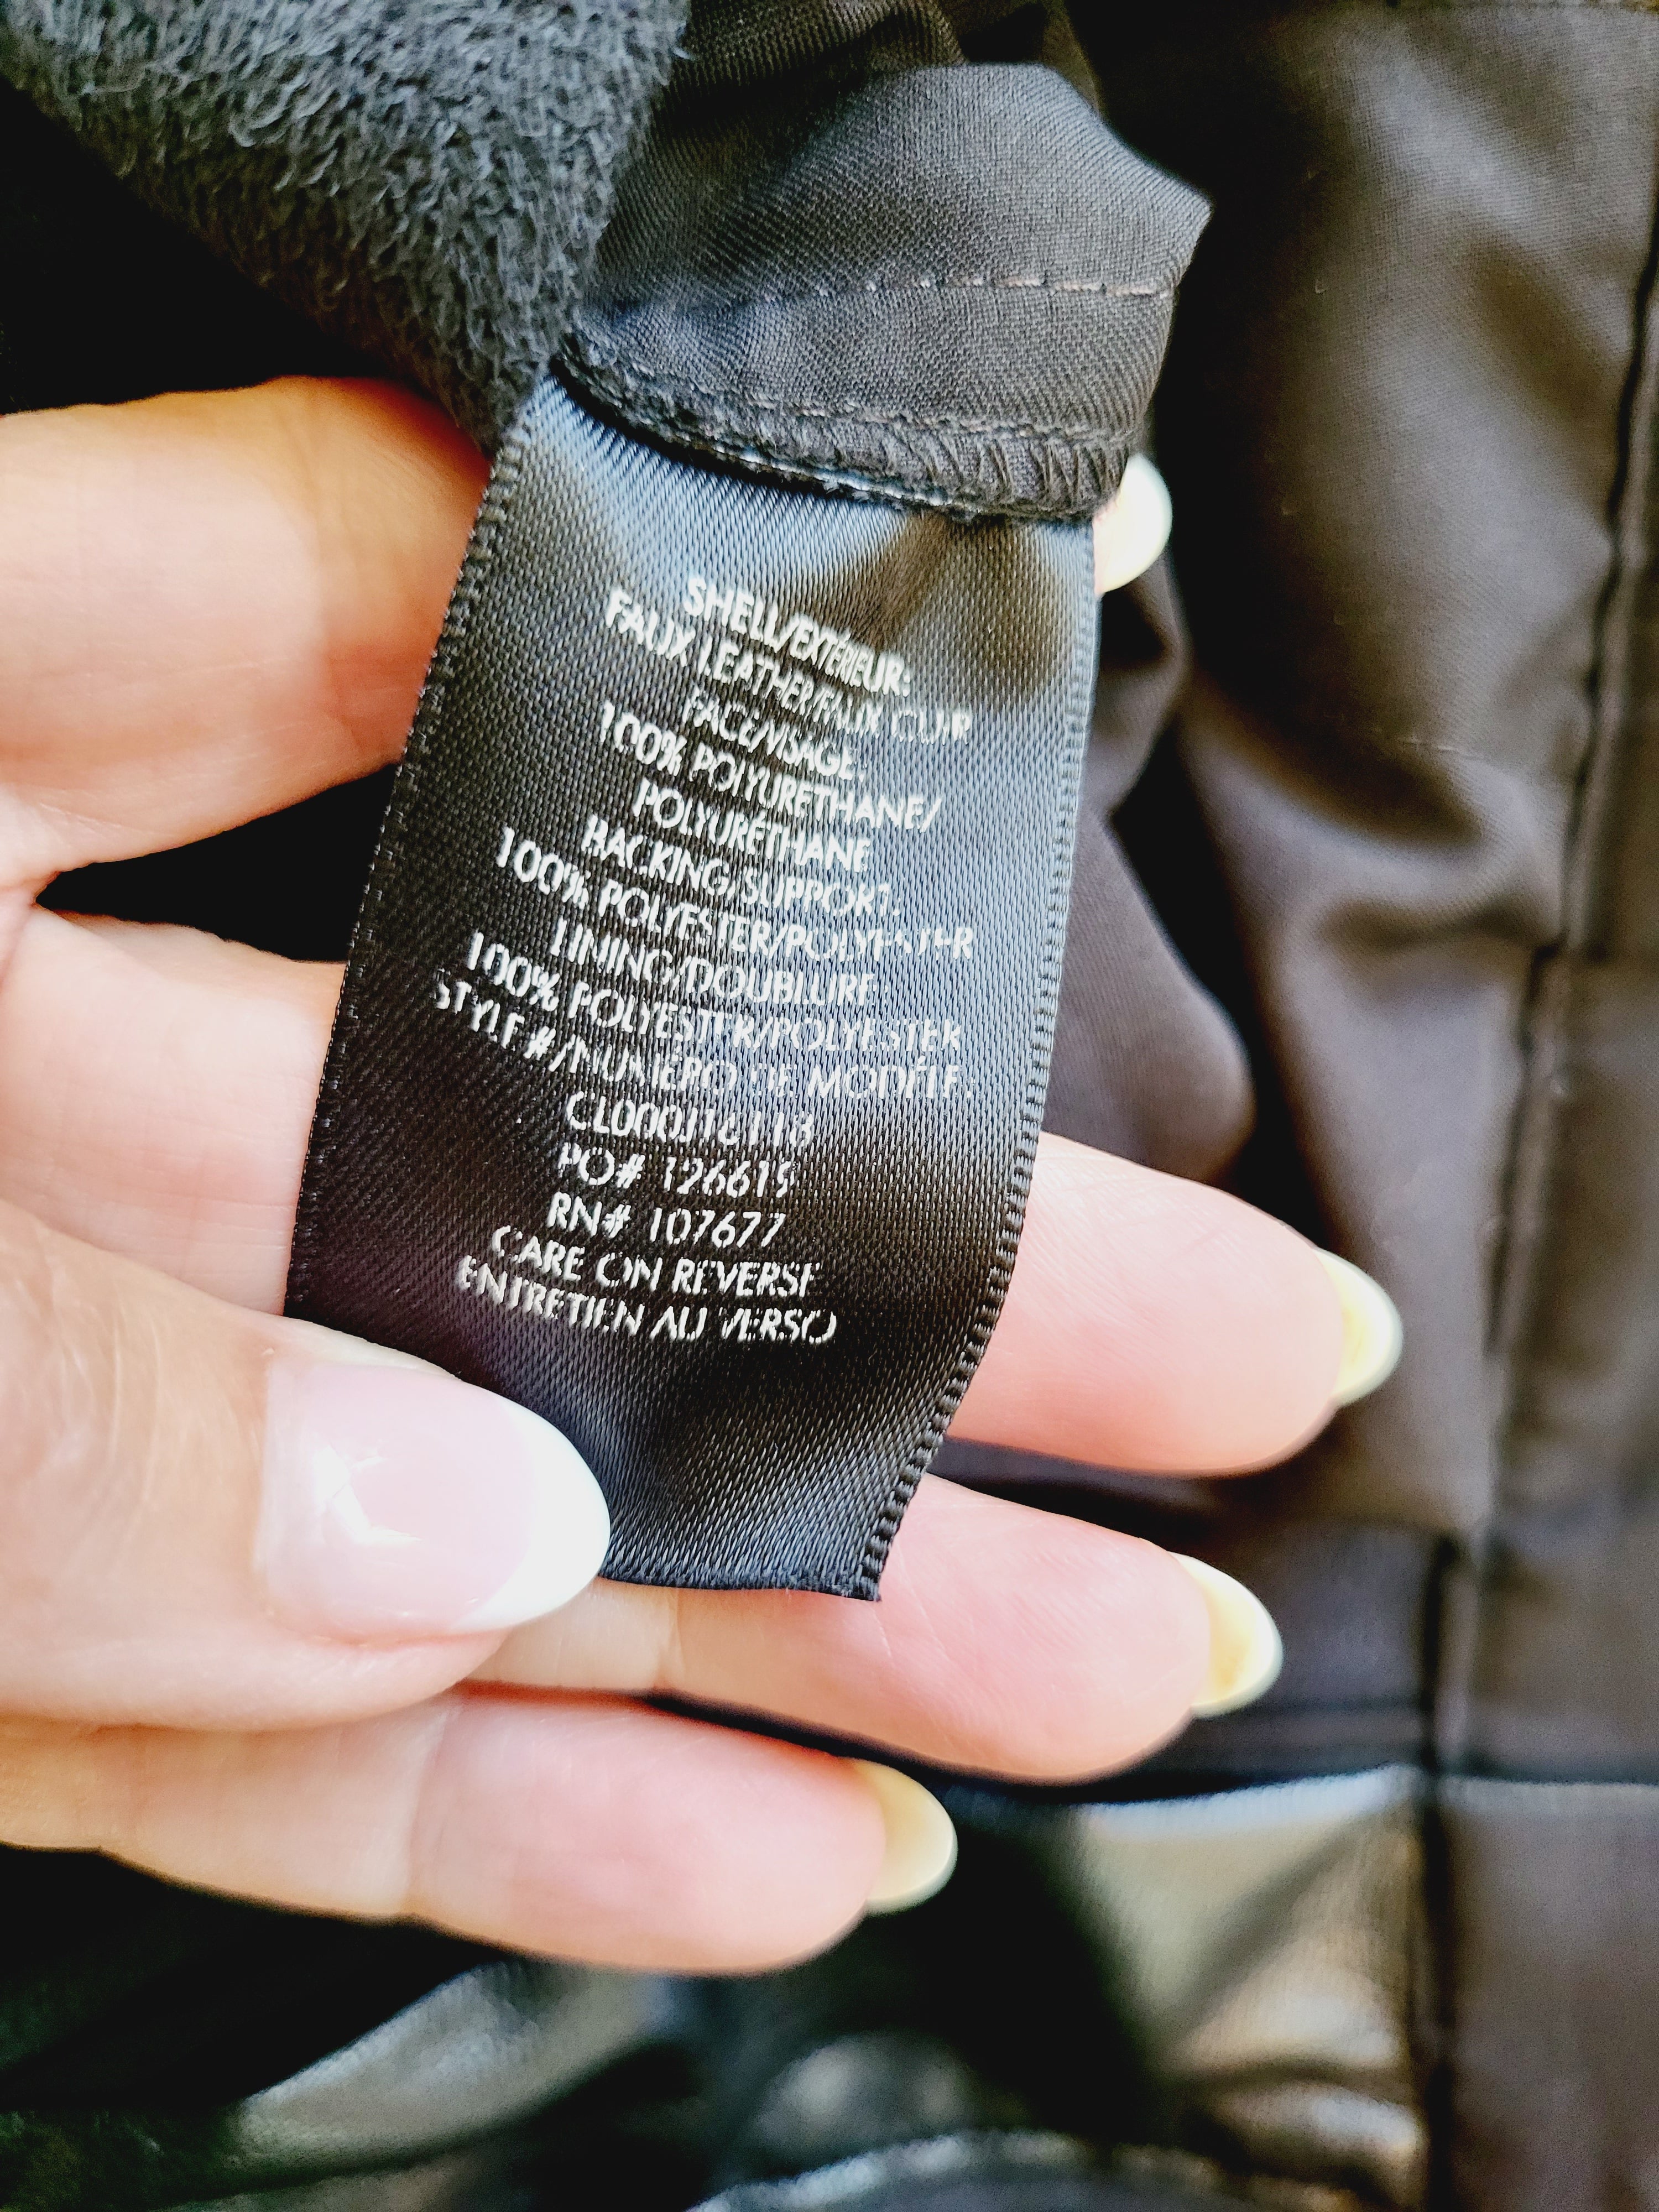 SHELL/EXTÉRIEUR:
FAUX LEATHER/FAUX CUIR
FACE/VISAGE:
100% POLYURETHANE/
POLYURÉTHANE
BACKING/SUPPORT:
100% POLYESTER/POLYESTER
LINING/DOUBLURE:
100% POLYESTER/POLYESTER
STYLE #/NUMÉRO DE MODÉLE:
PO# 126619
RN# 107677
CARE ON REVERSE
ENTRETIEN AU VERSO